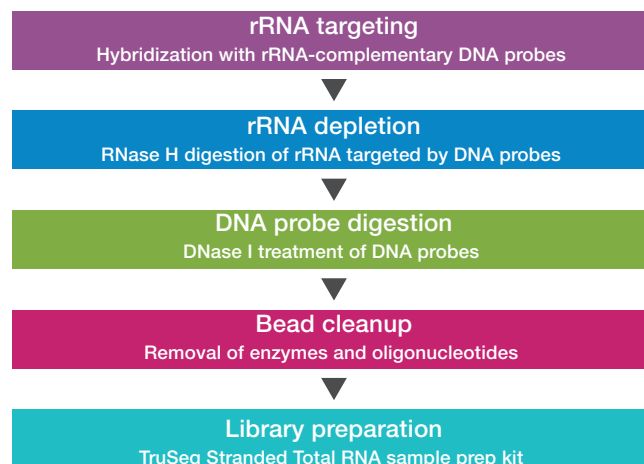 rRNA targeting
Hybridization with rRNA-complementary DNA probes
rRNA depletion
RNase H digestion of rRNA targeted by DNA probes
DNA probe digestion
DNase I treatment of DNA probes
Bead cleanup
Removal of enzymes and oligonucleotides
Library preparation
TruSeq Stranded Total RNA sample prep kit